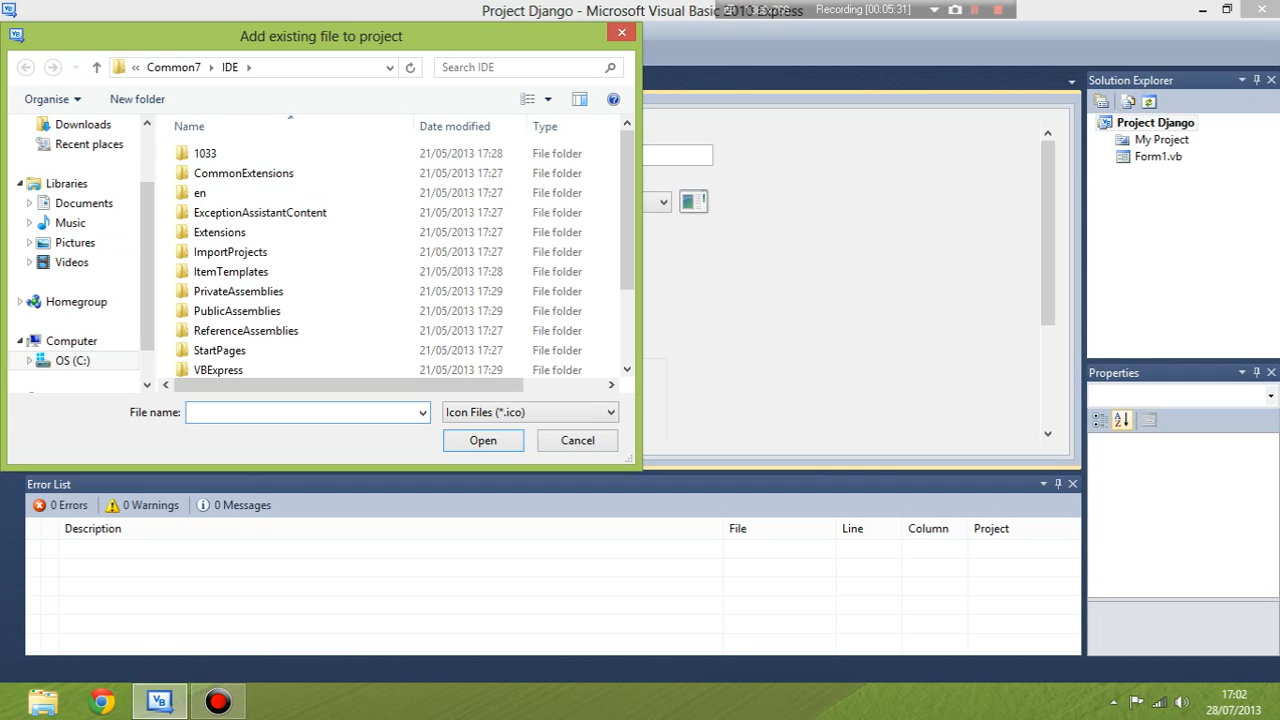 Project Django - Microsoft Visual Basic 2010 Express
Recording [00:05:31]
Add existing file to project
Common7 IDE
Search IDE
Organise
New folder
Name Date modified Type
Downloads
Recent places
Libraries
Documents
Music
Pictures
Videos
Homegroup
Computer
OS (C:)
1033 21/05/2013 17:28 File folder
CommonExtensions 21/05/2013 17:27 File folder
en 21/05/2013 17:27 File folder
ExceptionAssistantContent 21/05/2013 17:27 File folder
Extensions 21/05/2013 17:27 File folder
ImportProjects 21/05/2013 17:27 File folder
ItemTemplates 21/05/2013 17:28 File folder
PrivateAssemblies 21/05/2013 17:29 File folder
PublicAssemblies 21/05/2013 17:29 File folder
ReferenceAssemblies 21/05/2013 17:27 File folder
StartPages 21/05/2013 17:27 File folder
VBExpress 21/05/2013 17:29 File folder
File name:
Icon Files (*.ico)
Open Cancel
Solution Explorer
Project Django
My Project
Form1.vb
Properties
Error List
0 Errors 0 Warnings 0 Messages
Description File Line Column Project
17:02
28/07/2013